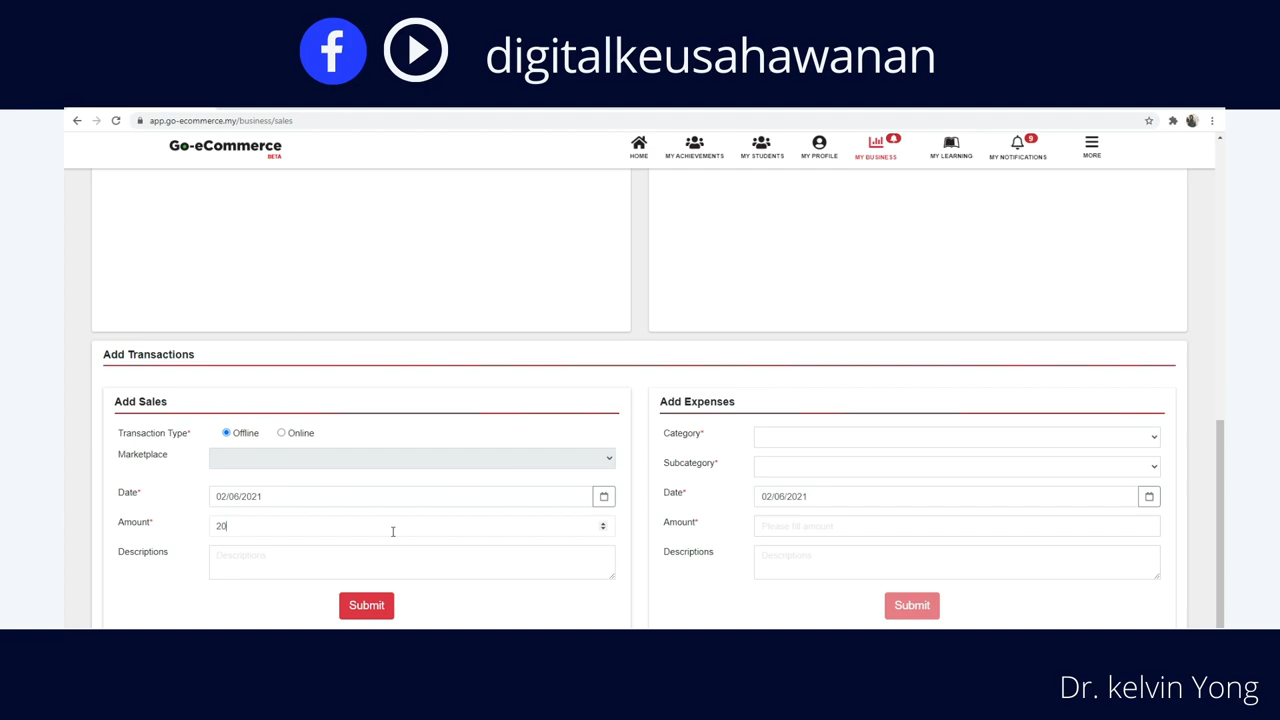 digitalkeusahawanan
app.go-ecommerce.my/business/sales
Go-eCommerce
BETA
HOME
MY ACHIEVEMENTS
MY STUDENTS
MY PROFILE
MY BUSINESS
MY LEARNING
9
MY NOTIFICATIONS
MORE
Add Transactions
Add Sales
Transaction Type*
Offline
Online
Marketplace
Date*
02/06/2021
Amount*
20
Descriptions
Descriptions
Submit
Add Expenses
Category*
Subcategory*
Date*
02/06/2021
Amount*
Please fill amount
Descriptions
Descriptions
Submit
Dr. kelvin Yong